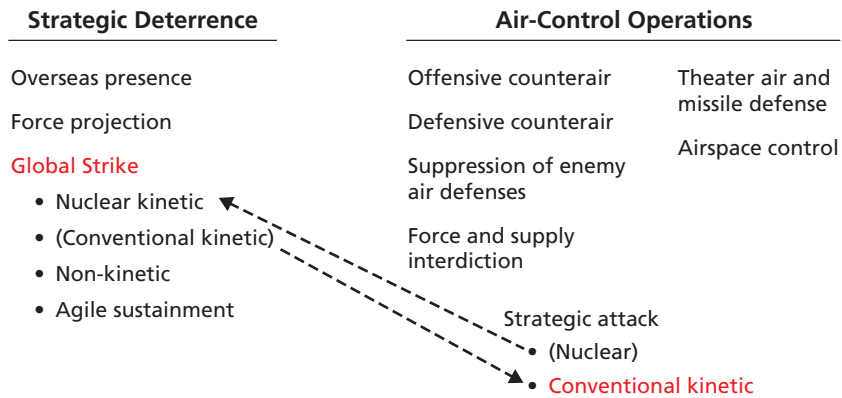 Strategic Deterrence
Overseas presence
Force projection
Global Strike
• Nuclear kinetic
• (Conventional kinetic)
• Non-kinetic
• Agile sustainment
Air-Control Operations
Offensive counterair
Defensive counterair
Suppression of enemy
air defenses
Force and supply
interdiction
Theater air and
missile defense
Airspace control
Strategic attack
• (Nuclear)
• Conventional kinetic